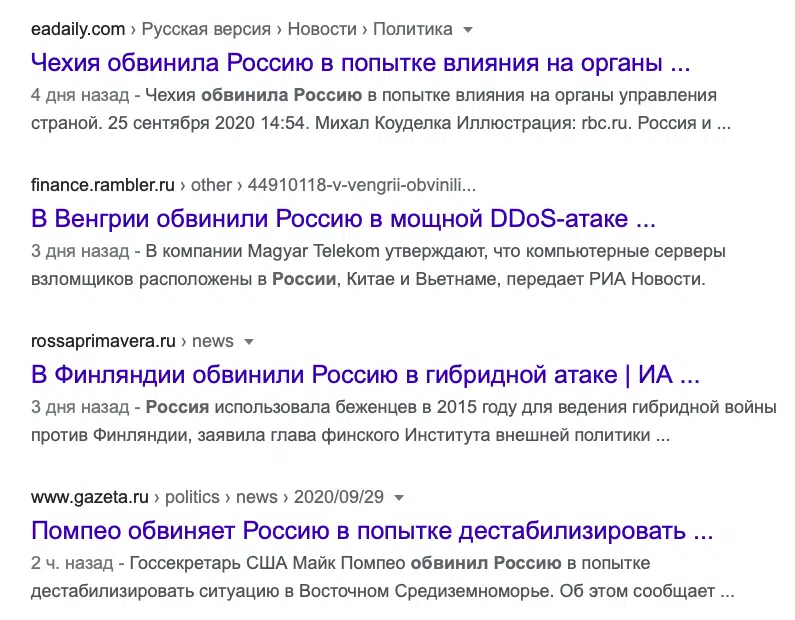 eadaily.com › Русская версия › Новости › Политика
Чехия обвинила Россию в попытке влияния на органы ...
4 дня назад - Чехия обвинила Россию в попытке влияния на органы управления
страной. 25 сентября 2020 14:54. Михал Коуделка Иллюстрация: rbc.ru. Россия и ...
finance.rambler.ru › other › 44910118-v-vengrii-obvinili...
В Венгрии обвинили Россию в мощной DDoS-атаке ...
3 дня назад - В компании Magyar Telekom утверждают, что компьютерные серверы
взломщиков расположены в России, Китае и Вьетнаме, передает РИА Новости.
rossaprimavera.ru › news
В Финляндии обвинили Россию в гибридной атаке | ИА ...
3 дня назад - Россия использовала беженцев в 2015 году для ведения гибридной войны
против Финляндии, заявила глава финского Института внешней политики ...
www.gazeta.ru › politics › news › 2020/09/29
Помпео обвиняет Россию в попытке дестабилизировать ...
2 ч. назад - Госсекретарь США Майк Помпео обвинил Россию в попытке
дестабилизировать ситуацию в Восточном Средиземноморье. Об этом сообщает ...